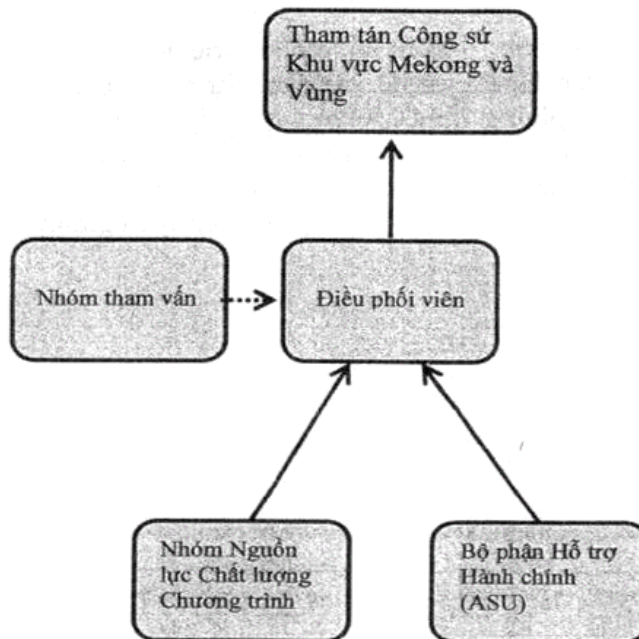 Tham tán Công sứ
Khu vực Mekong và
Vùng
Nhóm tham vấn
Điều phối viên
Nhóm Nguồn
lực Chất lượng
Chương trình
Bộ phận Hỗ trợ
Hành chính
(ASU)